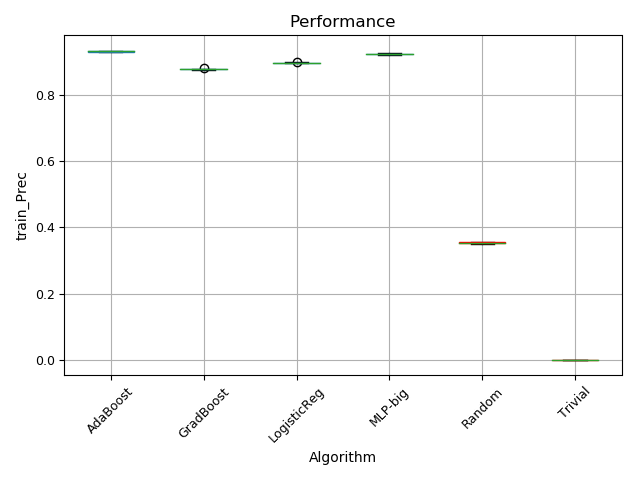 Performance
train_Prec
0.8
0.6
0.4
0.2
0.0
AdaBoost
GradBoost
LogisticReg
MLP-big
Random
Trivial
Algorithm